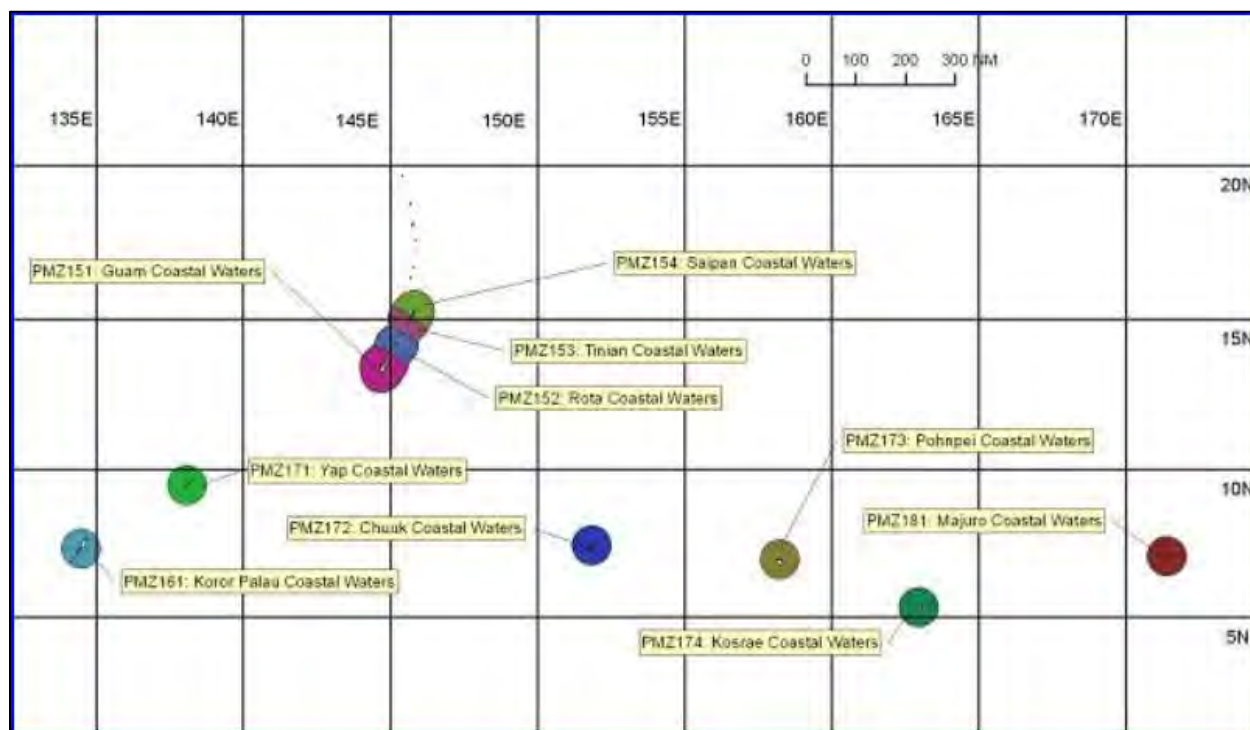 0 100 200 300 NM
135E 140E 145E 150E 155E 160E 165E 170E
20N
PMZ151: Guam Coastal Waters
PMZ154: Saipan Coastal Waters
15N
PMZ153: Tinian Coastal Waters
PMZ152: Rota Coastal Waters
PMZ173: Pohnpei Coastal Waters
PMZ171: Yap Coastal Waters
10N
PMZ172: Chuuk Coastal Waters
PMZ181: Majuro Coastal Waters
PMZ161: Koror Palau Coastal Waters
5N
PMZ174: Kosrae Coastal Waters